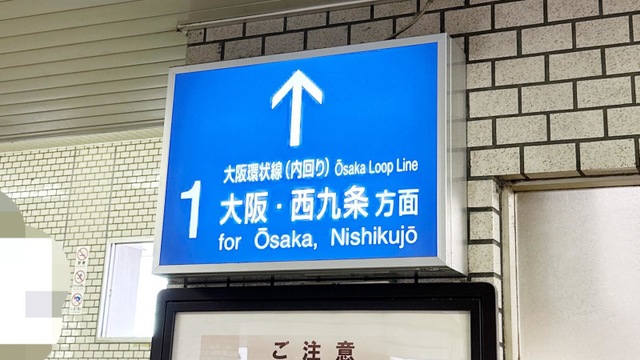 大阪環状線(内回り) Ōsaka Loop Line
1 大阪・西九条 方面
for Ōsaka, Nishikujō
ご注意